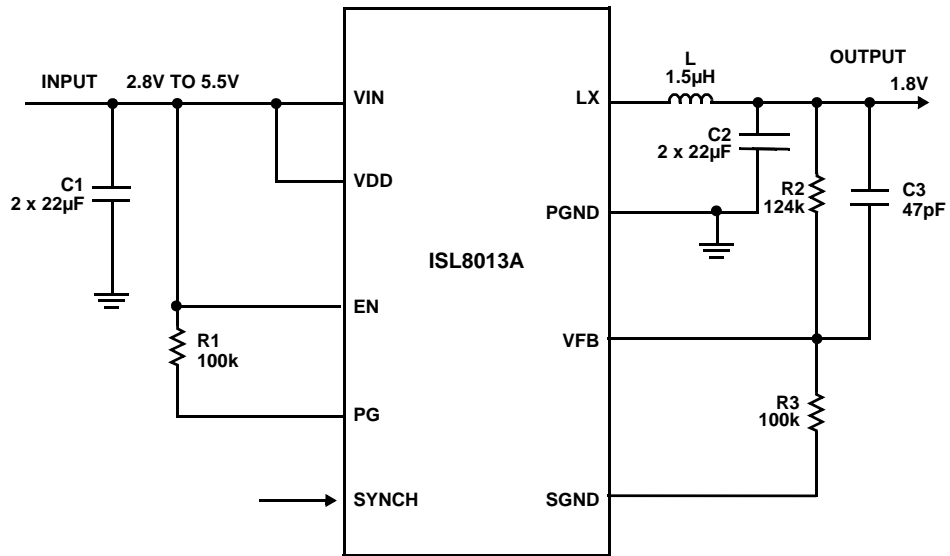 INPUT 2.8V TO 5.5V
VIN
LX
L
1.5µH
OUTPUT
1.8V
C1
2 x 22µF
VDD
C2
2 x 22µF
R2
124k
C3
47pF
PGND
ISL8013A
EN
R1
100k
VFB
PG
R3
100k
SYNCH
SGND